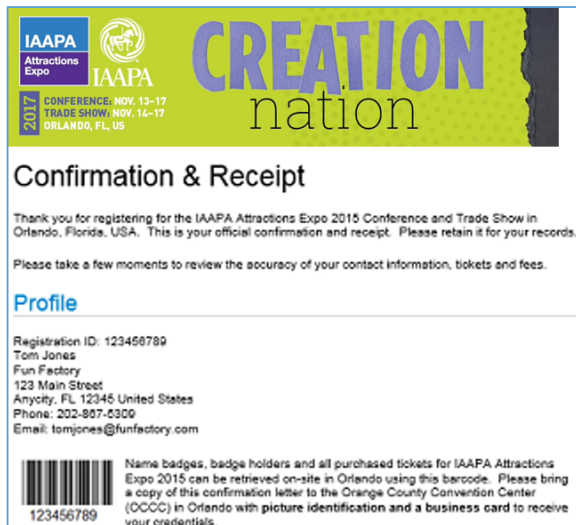 IAAPA
Attractions
Expo
IAAPA
CREATION
nation
2017
CONFERENCE: NOV. 13-17
TRADE SHOW: NOV. 14-17
ORLANDO, FL, US
Confirmation & Receipt
Thank you for registering for the IAAPA Attractions Expo 2015 Conference and Trade Show in
Orlando, Florida, USA.  This is your official confirmation and receipt.  Please retain it for your records.
Please take a few moments to review the accuracy of your contact information, tickets and fees.
Profile
Registration ID: 123456789
Tom Jones
Fun Factory
123 Main Street
Anycity, FL 12345 United States
Phone: 202-867-6309
Email: tomjones@funfactory.com
Name badges, badge holders and all purchased tickets for IAAPA Attractions
Expo 2015 can be retrieved on-site in Orlando using this barcode.  Please bring
a copy of this confirmation letter to the Orange County Convention Center
(OCCC) in Orlando with picture identification and a business card to receive
your credentials.
123456789